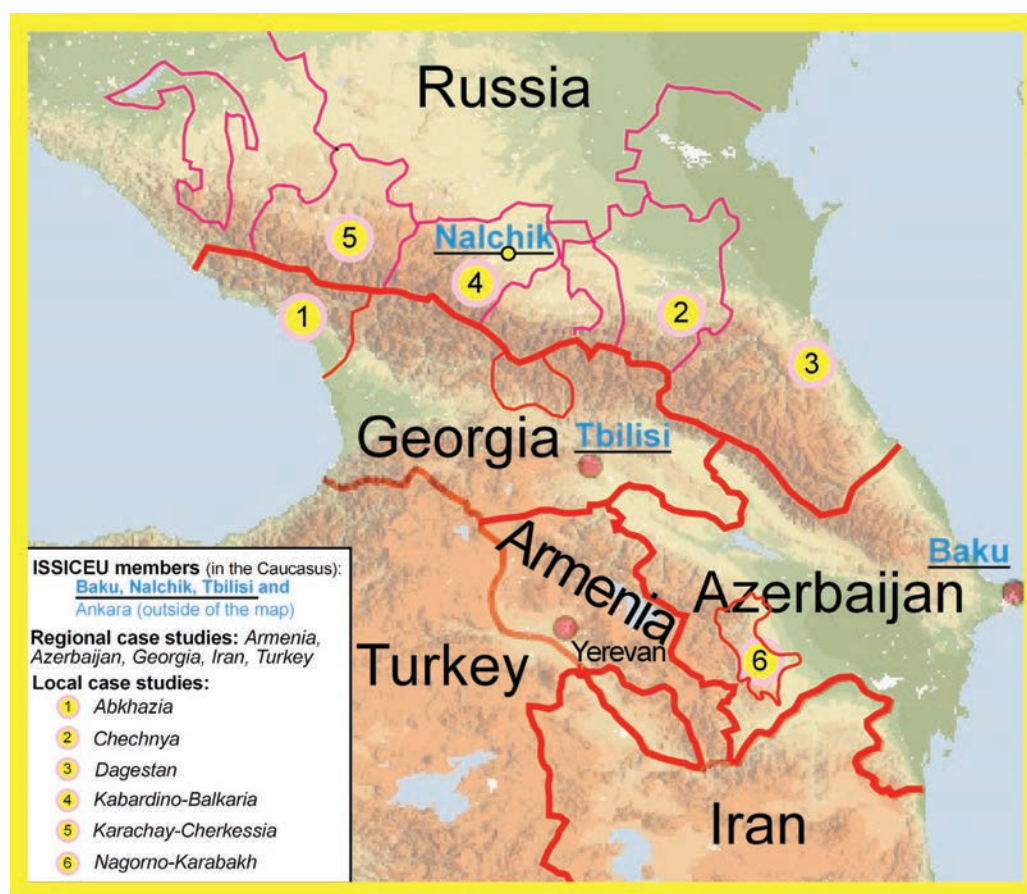 Russia
5
Nalchik
4
2
1
3
Georgia
Tbilisi
Armenia
Baku
Azerbaijan
Yerevan
Turkey
6
Iran
ISSICEU members (in the Caucasus):
Baku, Nalchik, Tbilisi and
Ankara (outside of the map)
Regional case studies: Armenia,
Azerbaijan, Georgia, Iran, Turkey
Local case studies:
1 Abkhazia
2 Chechnya
3 Dagestan
4 Kabardino-Balkaria
5 Karachay-Cherkessia
6 Nagorno-Karabakh